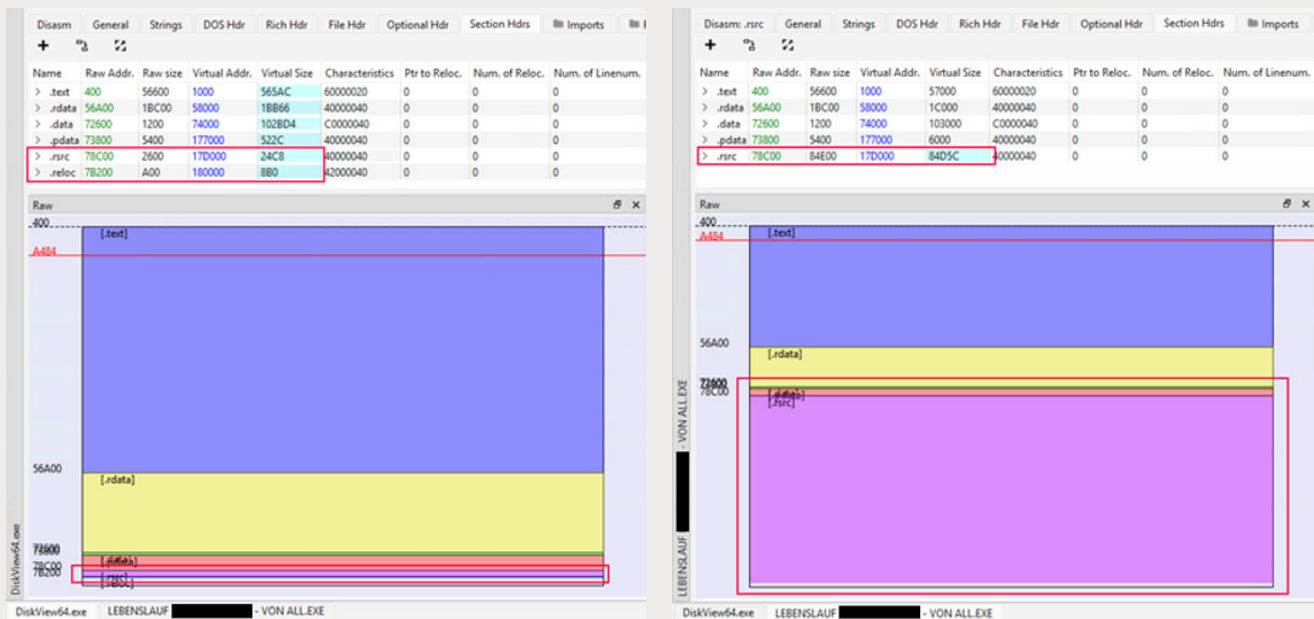 Disasm General Strings DOS Hdr Rich Hdr File Hdr Optional Hdr Section Hdrs Imports
Name Raw Addr. Raw size Virtual Addr. Virtual Size Characteristics Ptr to Reloc. Num. of Reloc. Num. of Linenum.
> .text 400 56600 1000 565AC 60000020 0 0 0
> .rdata 56A00 1BC00 58000 1BB66 40000040 0 0 0
> .data 72600 1200 74000 102BD4 C0000040 0 0 0
> .pdata 73800 5400 177000 522C 40000040 0 0 0
> .rsrc 78C00 2600 17D000 24C8 40000040 0 0 0
> .reloc 7B200 A00 180000 8B0 42000040 0 0 0
Raw
400
[.text]
A484
56A00
[.rdata]
78C00
7B200
[.rsrc]
[.reloc]
DiskView64.exe
DiskView64.exe LEBENSLAUF - VON ALL.EXE
Disasm: .rsrc General Strings DOS Hdr Rich Hdr File Hdr Optional Hdr Section Hdrs Imports
Name Raw Addr. Raw size Virtual Addr. Virtual Size Characteristics Ptr to Reloc. Num. of Reloc. Num. of Linenum.
> .text 400 56600 1000 57000 60000020 0 0 0
> .rdata 56A00 1BC00 58000 1C000 40000040 0 0 0
> .data 72600 1200 74000 103000 C0000040 0 0 0
> .pdata 73800 5400 177000 6000 40000040 0 0 0
> .rsrc 78C00 84E00 17D000 84D5C 40000040 0 0 0
Raw
400
[.text]
A484
56A00
[.rdata]
78C00
[.rsrc]
LEBENSLAUF - VON ALL.EXE
DiskView64.exe LEBENSLAUF - VON ALL.EXE